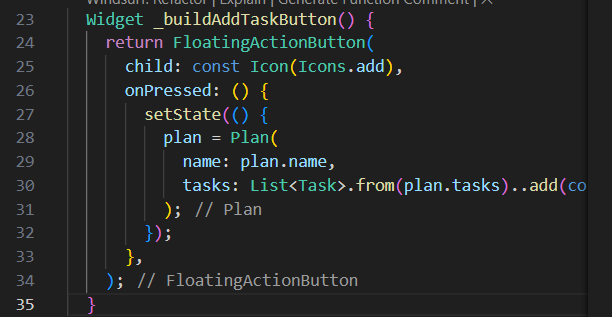 Windsurf: Refactor | Explain | Generate Function Comment | X
23 Widget _buildAddTaskButton() {
24 return FloatingActionButton(
25 child: const Icon(Icons.add),
26 onPressed: () {
27 setState(() {
28 plan = Plan(
29 name: plan.name,
30 tasks: List<Task>.from(plan.tasks)..add(co
31 ); // Plan
32 });
33 },
34 ); // FloatingActionButton
35 }